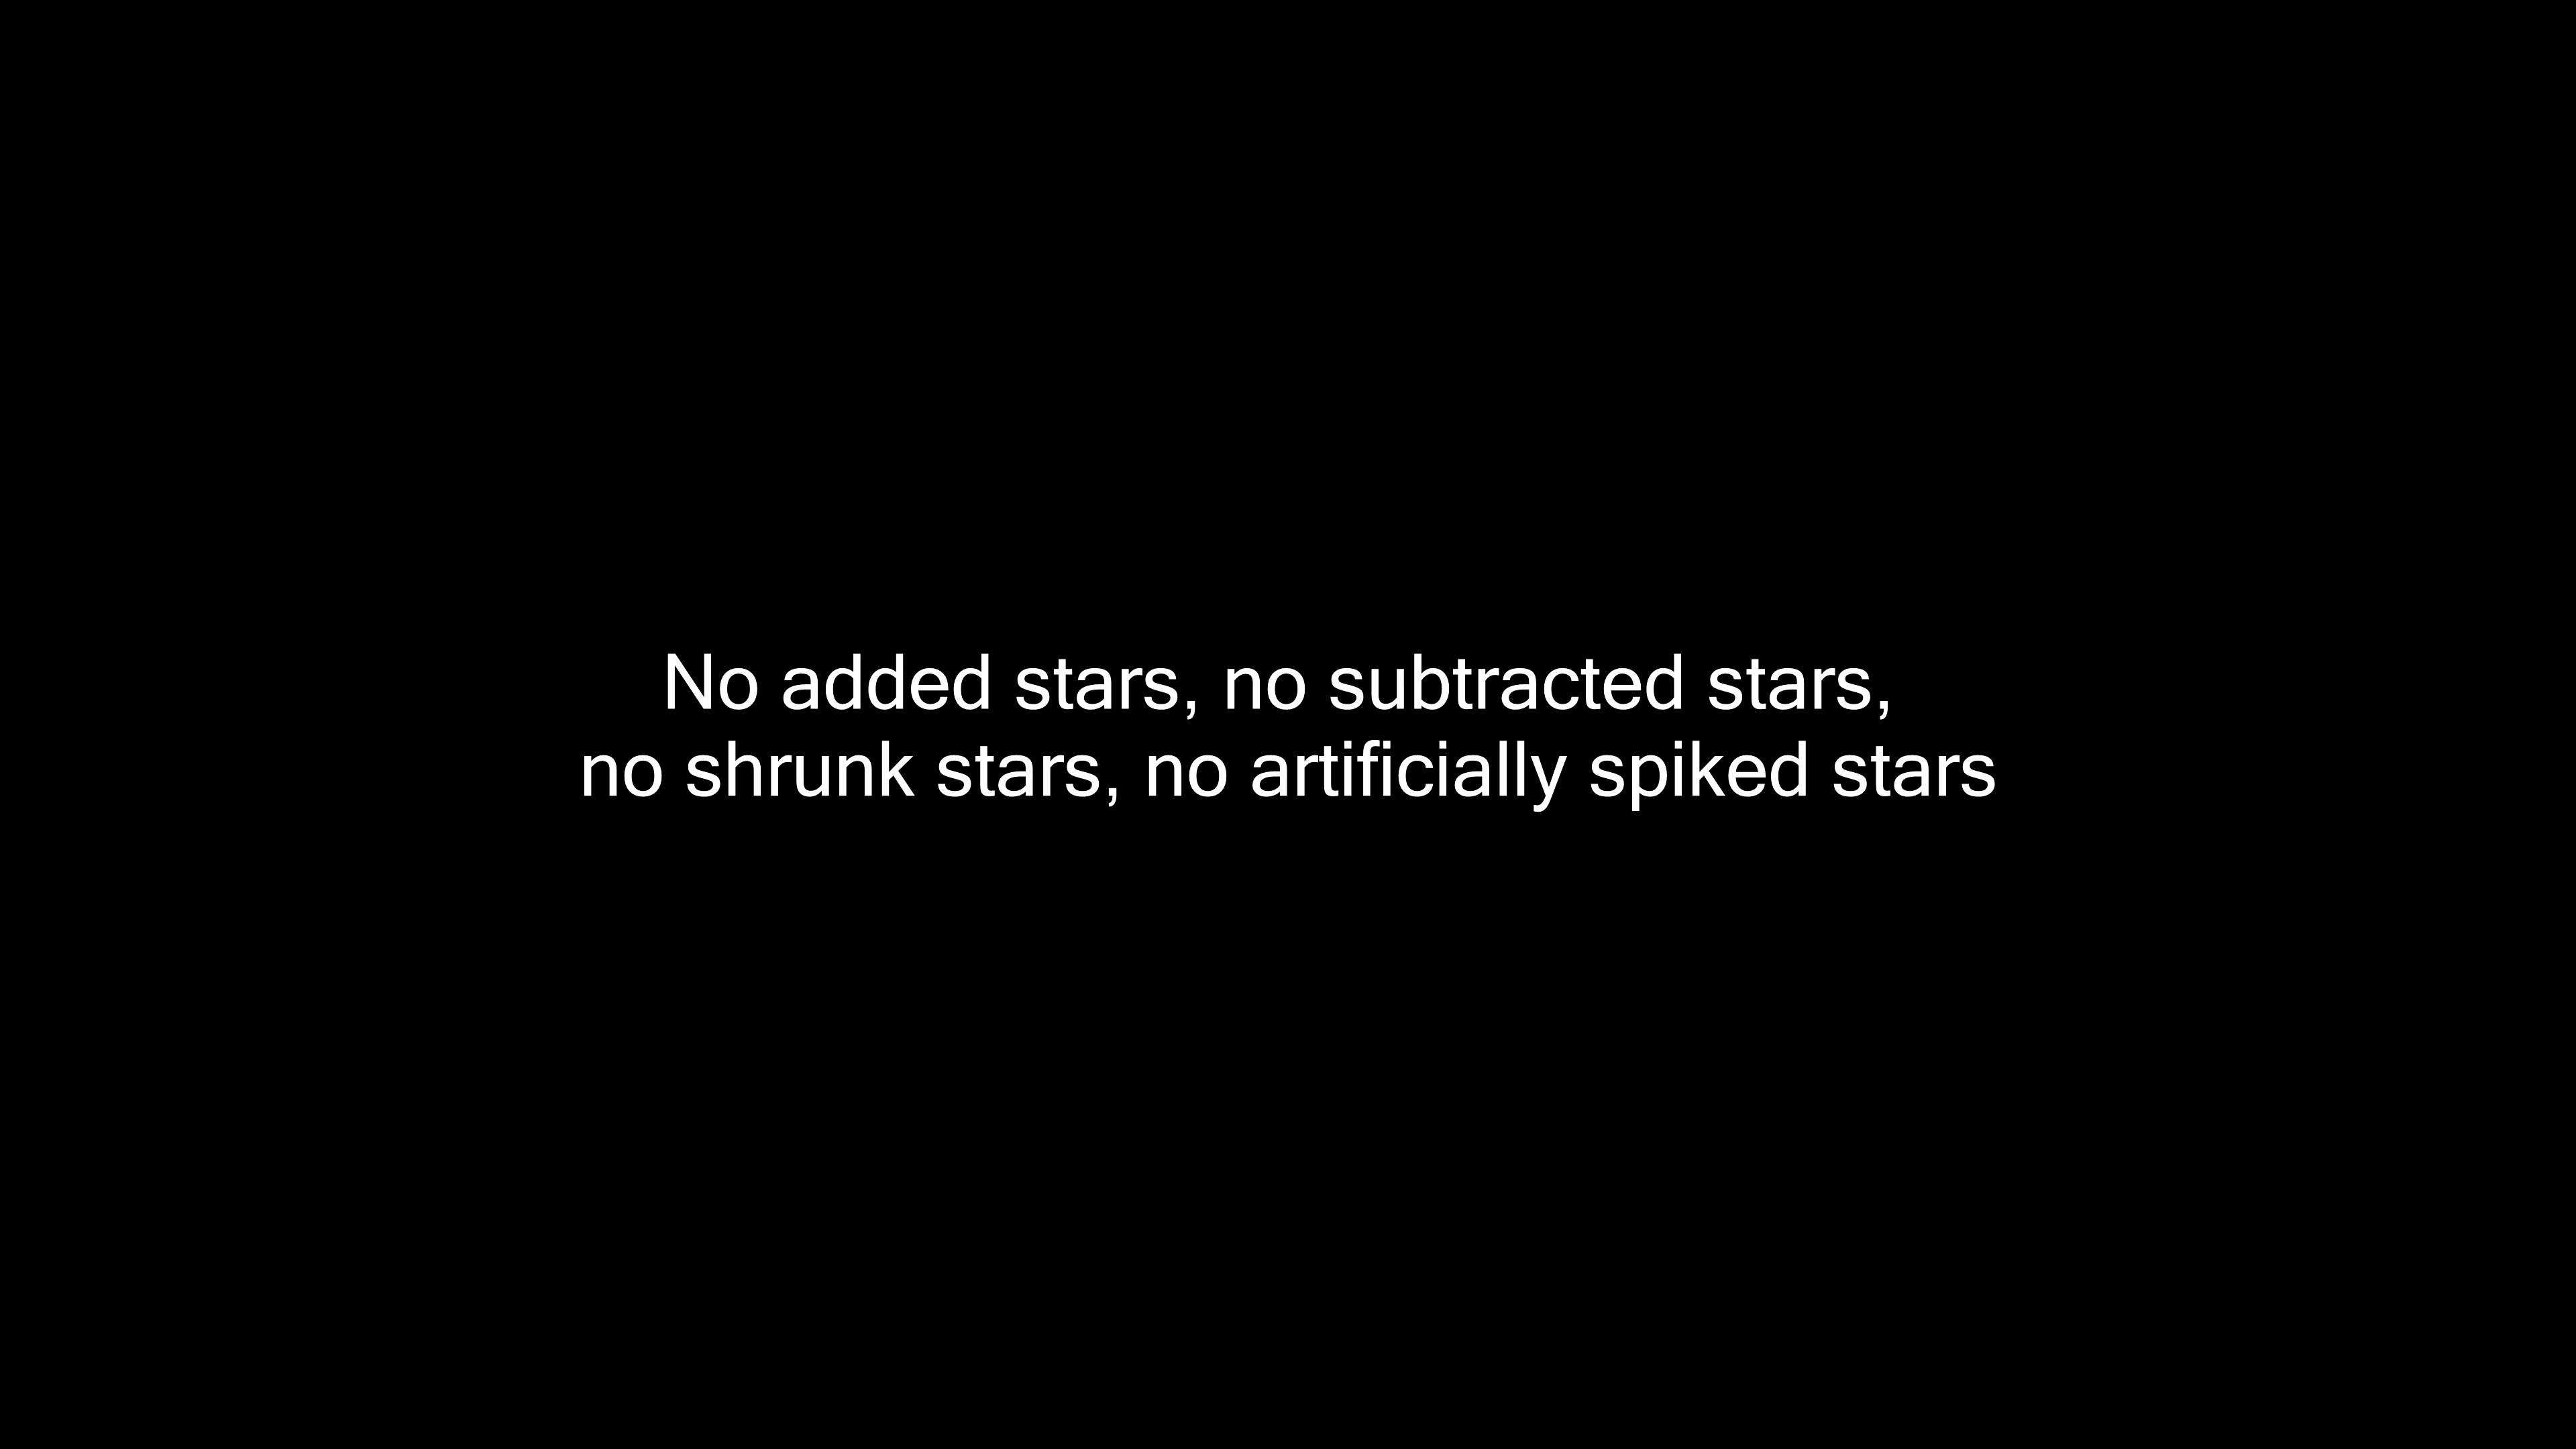 No added stars, no subtracted stars,
no shrunk stars, no artificially spiked stars